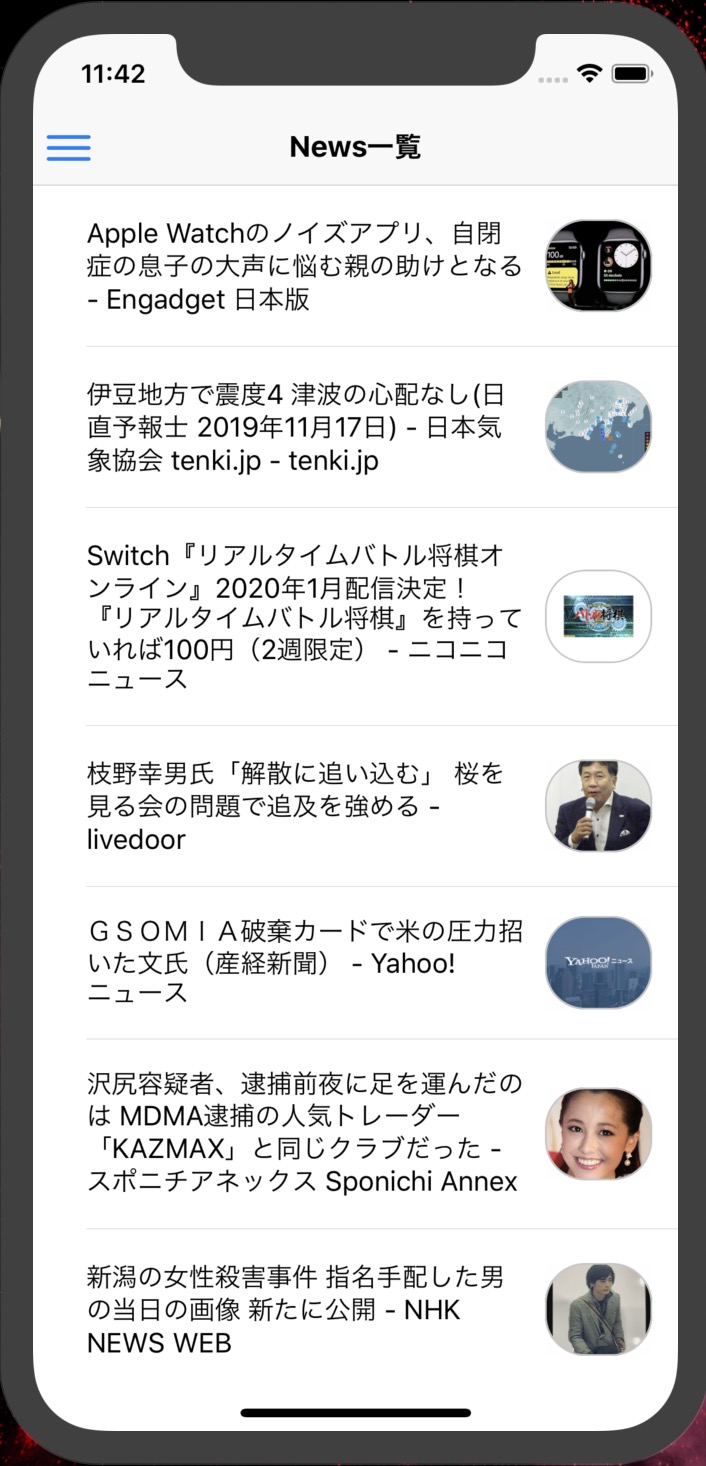 11:42
News一覧
Apple Watchのノイズアプリ、自閉
症の息子の大声に悩む親の助けとなる
- Engadget 日本版
伊豆地方で震度4 津波の心配なし(日
直予報士 2019年11月17日) - 日本気
象協会 tenki.jp - tenki.jp
Switch『リアルタイムバトル将棋オ
ンライン』2020年1月配信決定！
『リアルタイムバトル将棋』を持って
いれば100円（2週限定） - ニコニコ
ニュース
バトル将棋
枝野幸男氏「解散に追い込む」 桜を
見る会の問題で追及を強める -
livedoor
ＧＳＯＭＩＡ破棄カードで米の圧力招
いた文氏（産経新聞） - Yahoo!
ニュース
YAHOO!ニュース
JAPAN
沢尻容疑者、逮捕前夜に足を運んだの
は MDMA逮捕の人気トレーダー
「KAZMAX」と同じクラブだった -
スポニチアネックス Sponichi Annex
新潟の女性殺害事件 指名手配した男
の当日の画像 新たに公開 - NHK
NEWS WEB